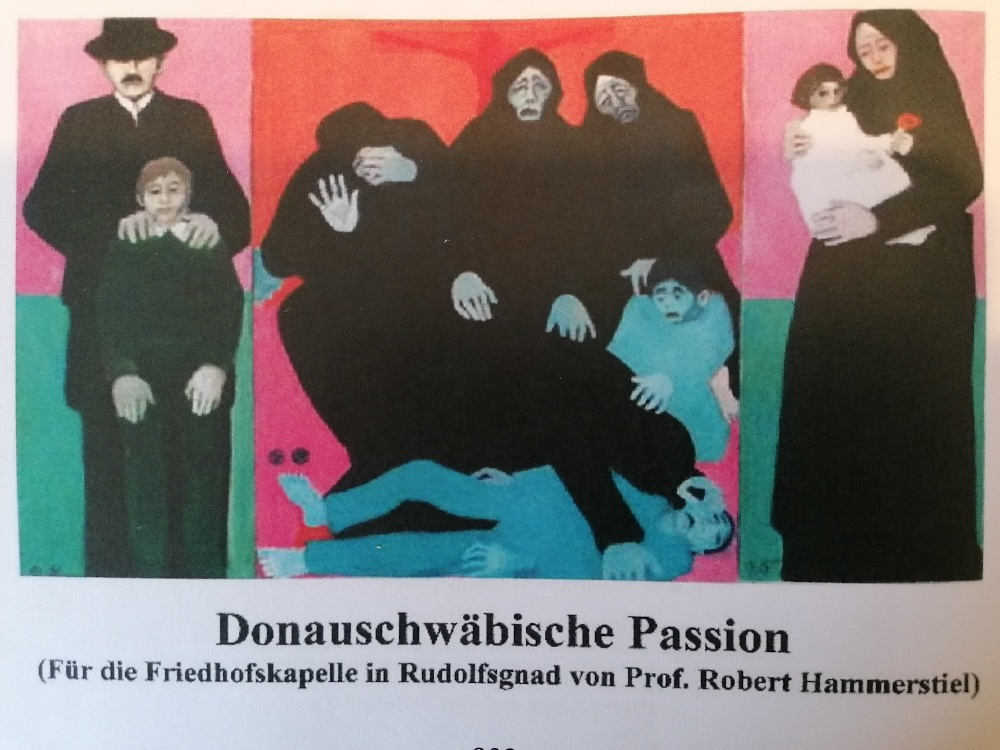 Donauschwäbische Passion
(Für die Friedhofskapelle in Rudolfsgnad von Prof. Robert Hammerstiel)